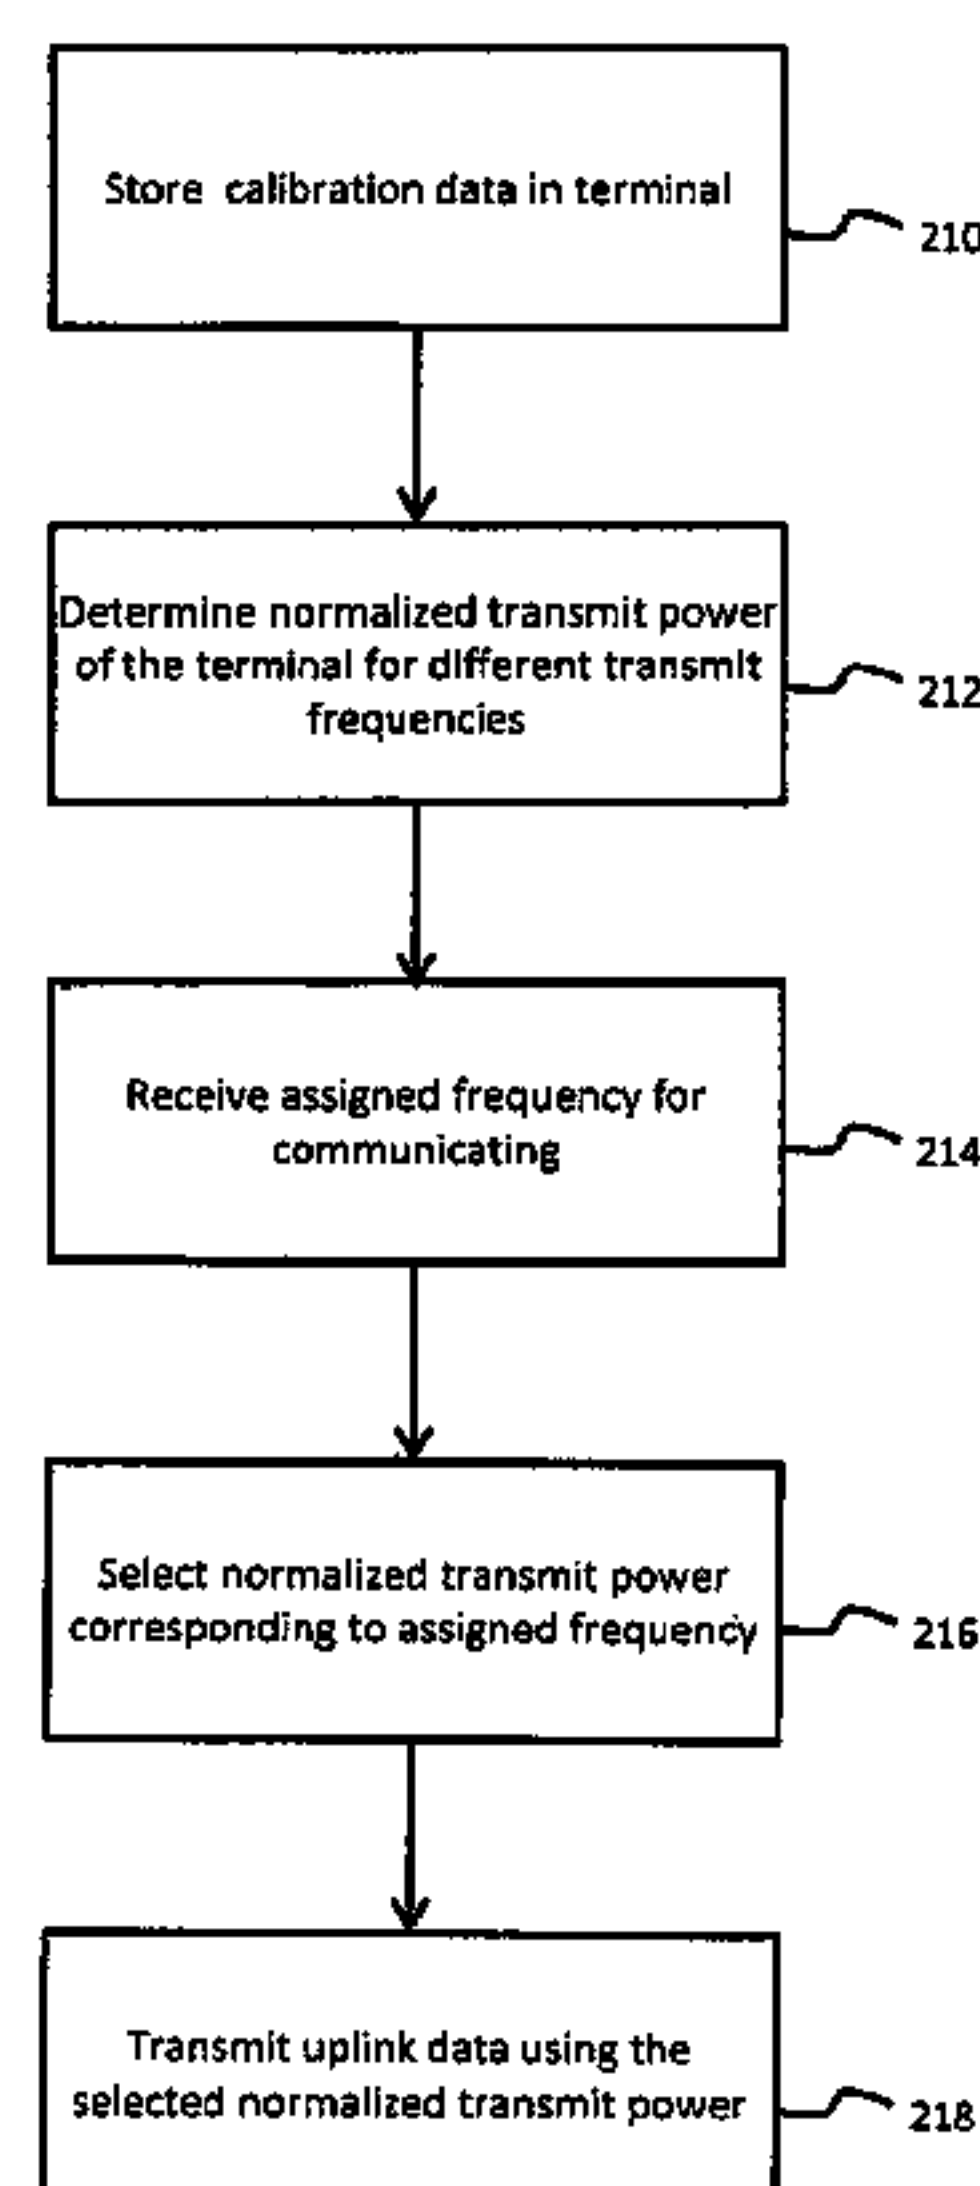 Store calibration data in terminal
210
Determine normalized transmit power
of the terminal for different transmit
frequencies
212
Receive assigned frequency for
communicating
214
Select normalized transmit power
corresponding to assigned frequency
216
Transmit uplink data using the
selected normalized transmit power
218